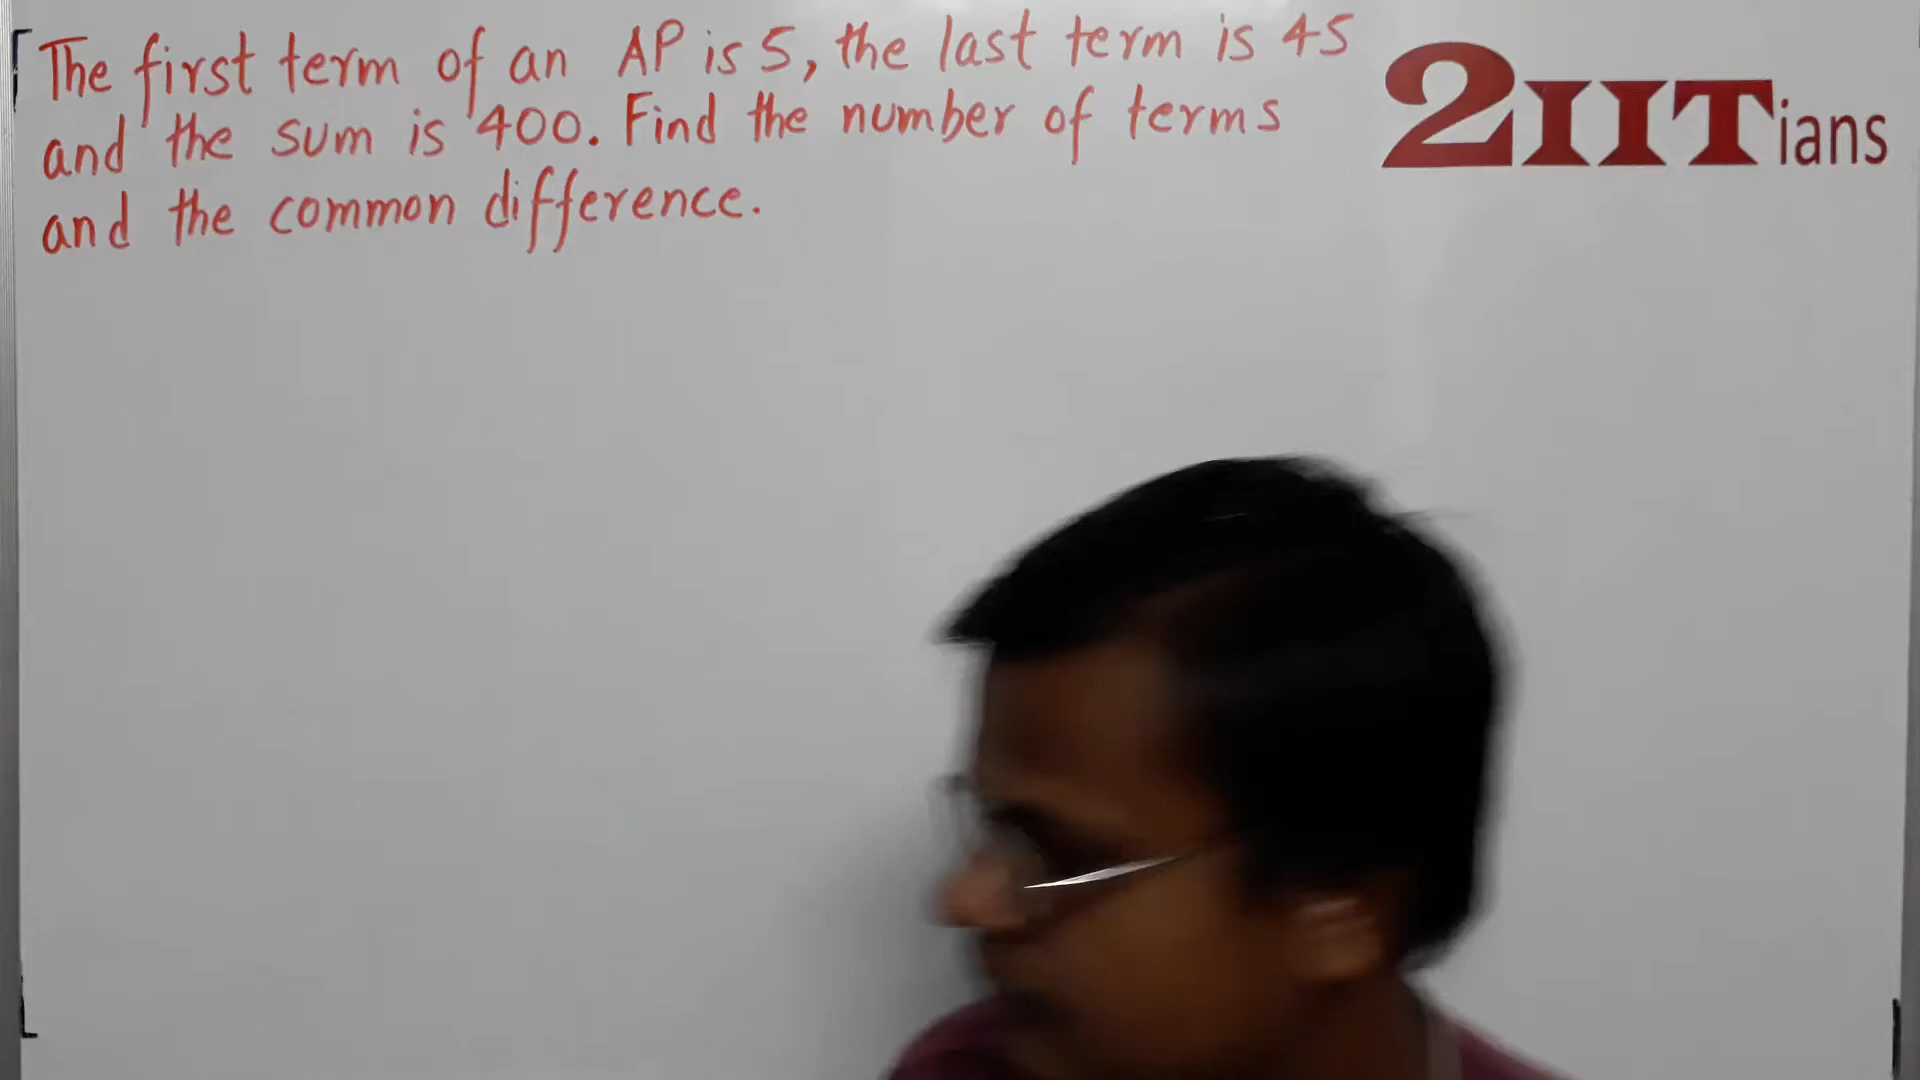 The first term of an AP is 5, the last term is 45
and the sum is 400. Find the number of terms
and the common difference.
2IITians